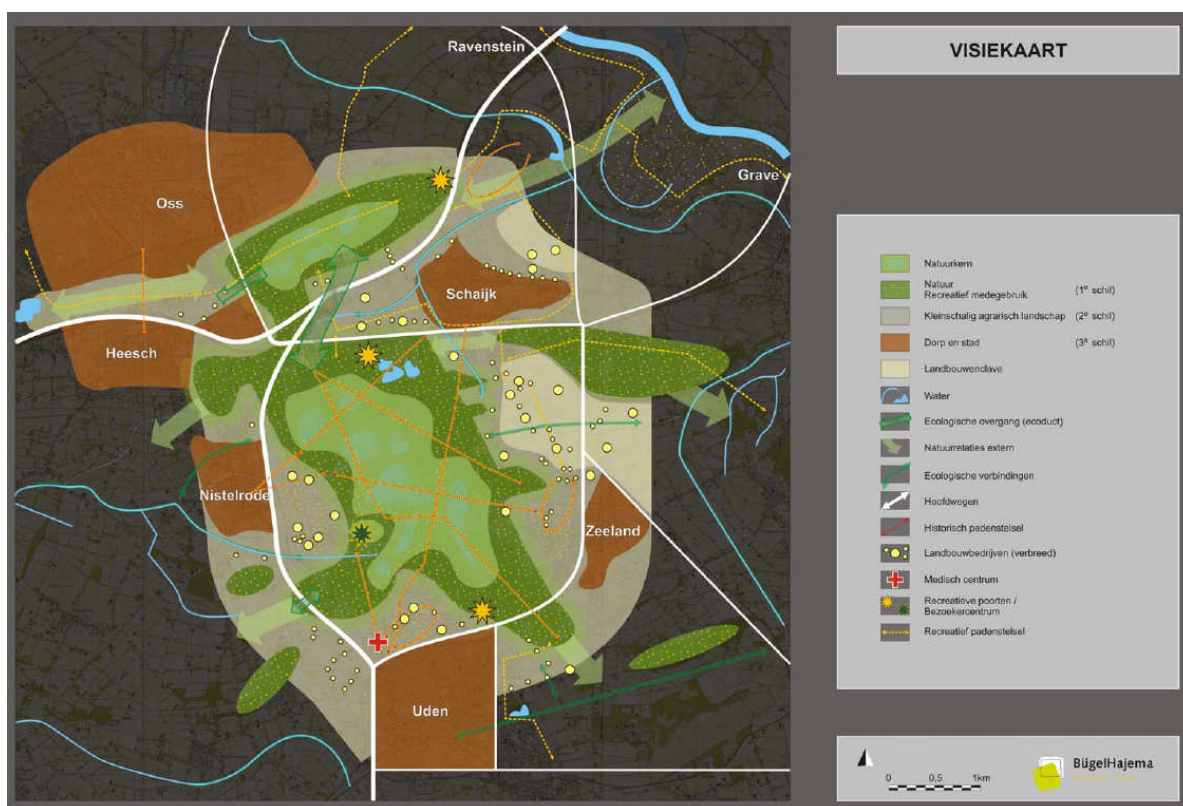 VISIEKAART
Ravenstein
Grave
Oss
Schaijk
Heesch
Nistelrode
Zeeland
Uden
Natuurkern
Natuur
Recreatief medegebruik (1e schil)
Kleinschalig agrarisch landschap (2e schil)
Dorp en stad (3e schil)
Landbouwenclave
Water
Ecologische overgang (ecoduct)
Natuurrelaties extern
Ecologische verbindingen
Hoofdwegen
Historisch padenstelsel
Landbouwbedrijven (verbreed)
Medisch centrum
Recreatieve poorten /
Bezoekercentrum
Recreatief padenstelsel
0 0,5 1km
BügelHajema